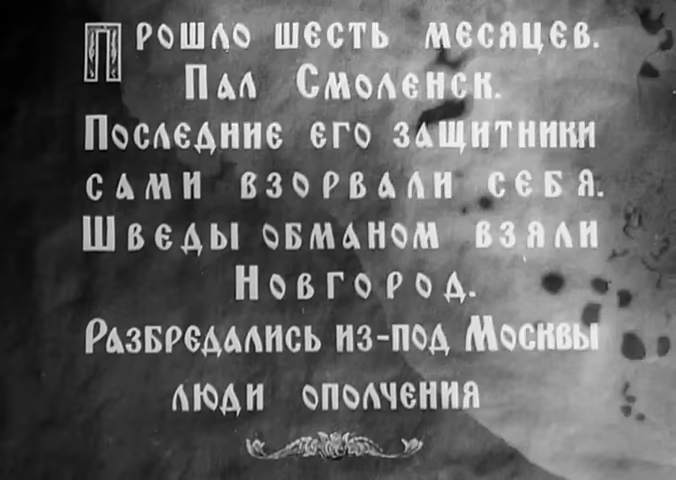 Прошло шесть месяцев.
Пал Смоленск.
Последние его защитники
сами взорвали себя.
Шведы обманом взяли
Новгород.
Разбредались из-под Москвы
люди ополчения